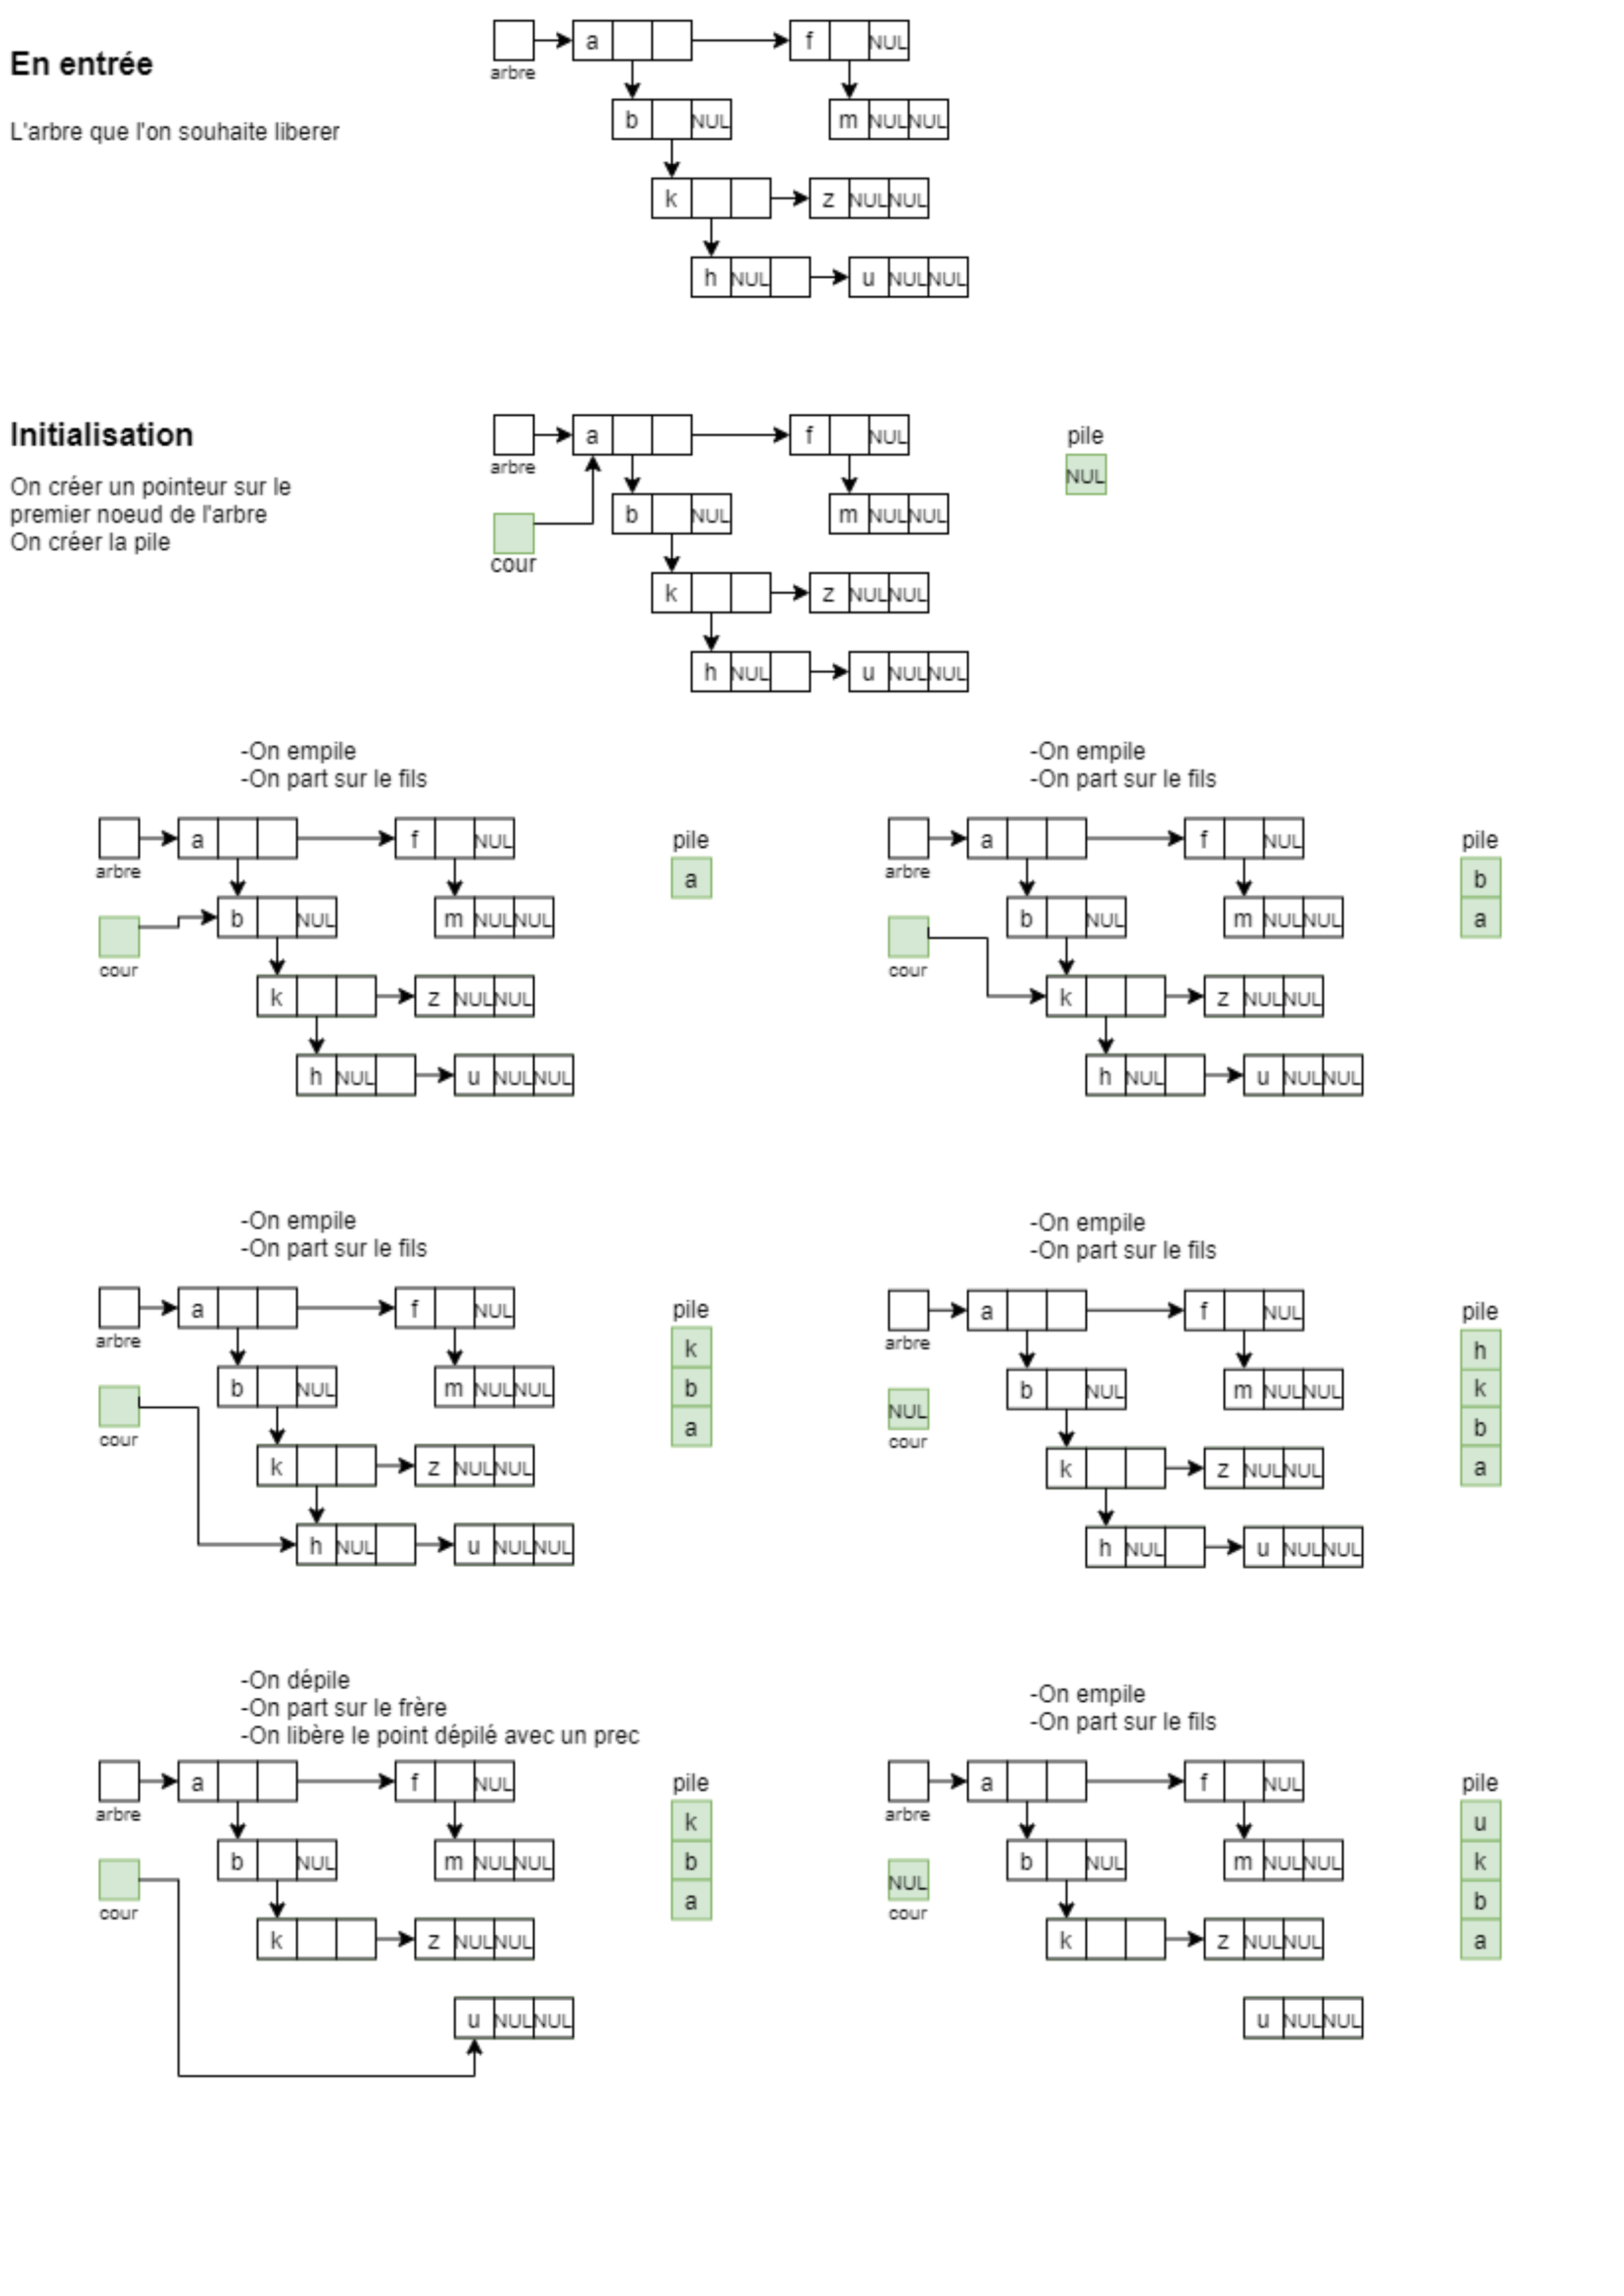 En entrée
L'arbre que l'on souhaite liberer
arbre
a
f
NUL
b
NUL
m
NUL
NUL
k
z
NUL
NUL
h
NUL
u
NUL
NUL
Initialisation
On créer un pointeur sur le
premier noeud de l'arbre
On créer la pile
arbre
a
f
NUL
pile
NUL
cour
b
NUL
m
NUL
NUL
k
z
NUL
NUL
h
NUL
u
NUL
NUL
-On empile
-On part sur le fils
arbre
a
f
NUL
pile
a
cour
b
NUL
m
NUL
NUL
k
z
NUL
NUL
h
NUL
u
NUL
NUL
-On empile
-On part sur le fils
arbre
a
f
NUL
pile
b
a
cour
b
NUL
m
NUL
NUL
k
z
NUL
NUL
h
NUL
u
NUL
NUL
-On empile
-On part sur le fils
arbre
a
f
NUL
pile
k
b
a
cour
b
NUL
m
NUL
NUL
k
z
NUL
NUL
h
NUL
u
NUL
NUL
-On empile
-On part sur le fils
arbre
a
f
NUL
pile
h
k
b
a
NUL
cour
b
NUL
m
NUL
NUL
k
z
NUL
NUL
h
NUL
u
NUL
NUL
-On dépile
-On part sur le frère
-On libère le point dépilé avec un prec
arbre
a
f
NUL
pile
k
b
a
cour
b
NUL
m
NUL
NUL
k
z
NUL
NUL
u
NUL
NUL
-On empile
-On part sur le fils
arbre
a
f
NUL
pile
u
k
b
a
NUL
cour
b
NUL
m
NUL
NUL
k
z
NUL
NUL
u
NUL
NUL